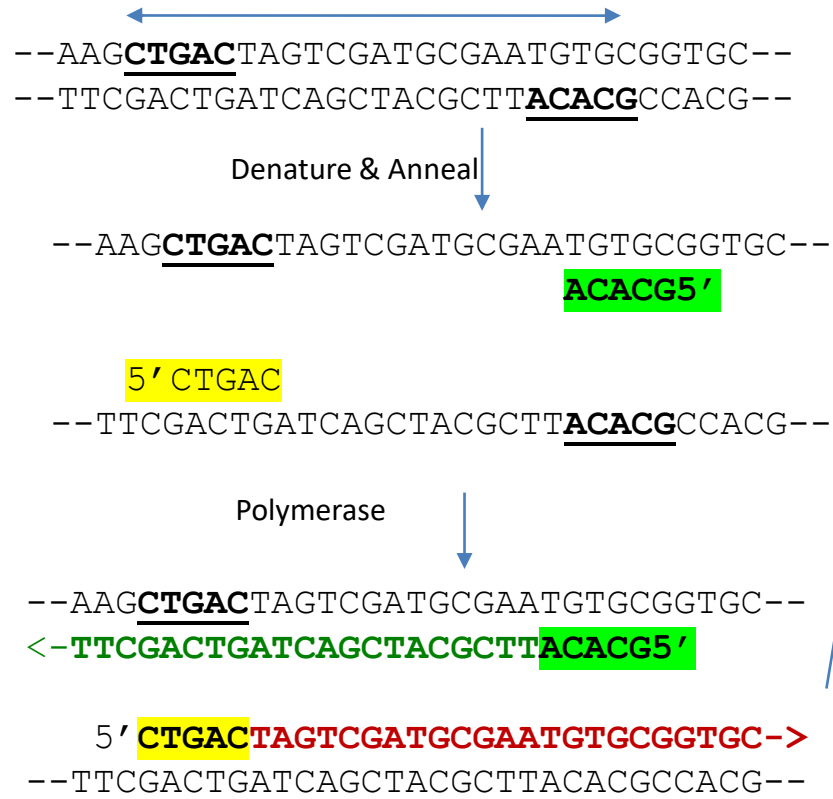 --AAGCTGACTAGTCGATGCGAATGTGCGGTGC--
--TTCGACTGATCAGCTACGCTTACACGCCACG--
Denature & Anneal
--AAGCTGACTAGTCGATGCGAATGTGCGGTGC--
ACACG5’
5’CTGAC
--TTCGACTGATCAGCTACGCTTACACGCCACG--
Polymerase
--AAGCTGACTAGTCGATGCGAATGTGCGGTGC--
<-TTCGACTGATCAGCTACGCTTACACG5’
5’CTGACTAGTCGATGCGAATGTGCGGTGC->
--TTCGACTGATCAGCTACGCTTACACGCCACG--